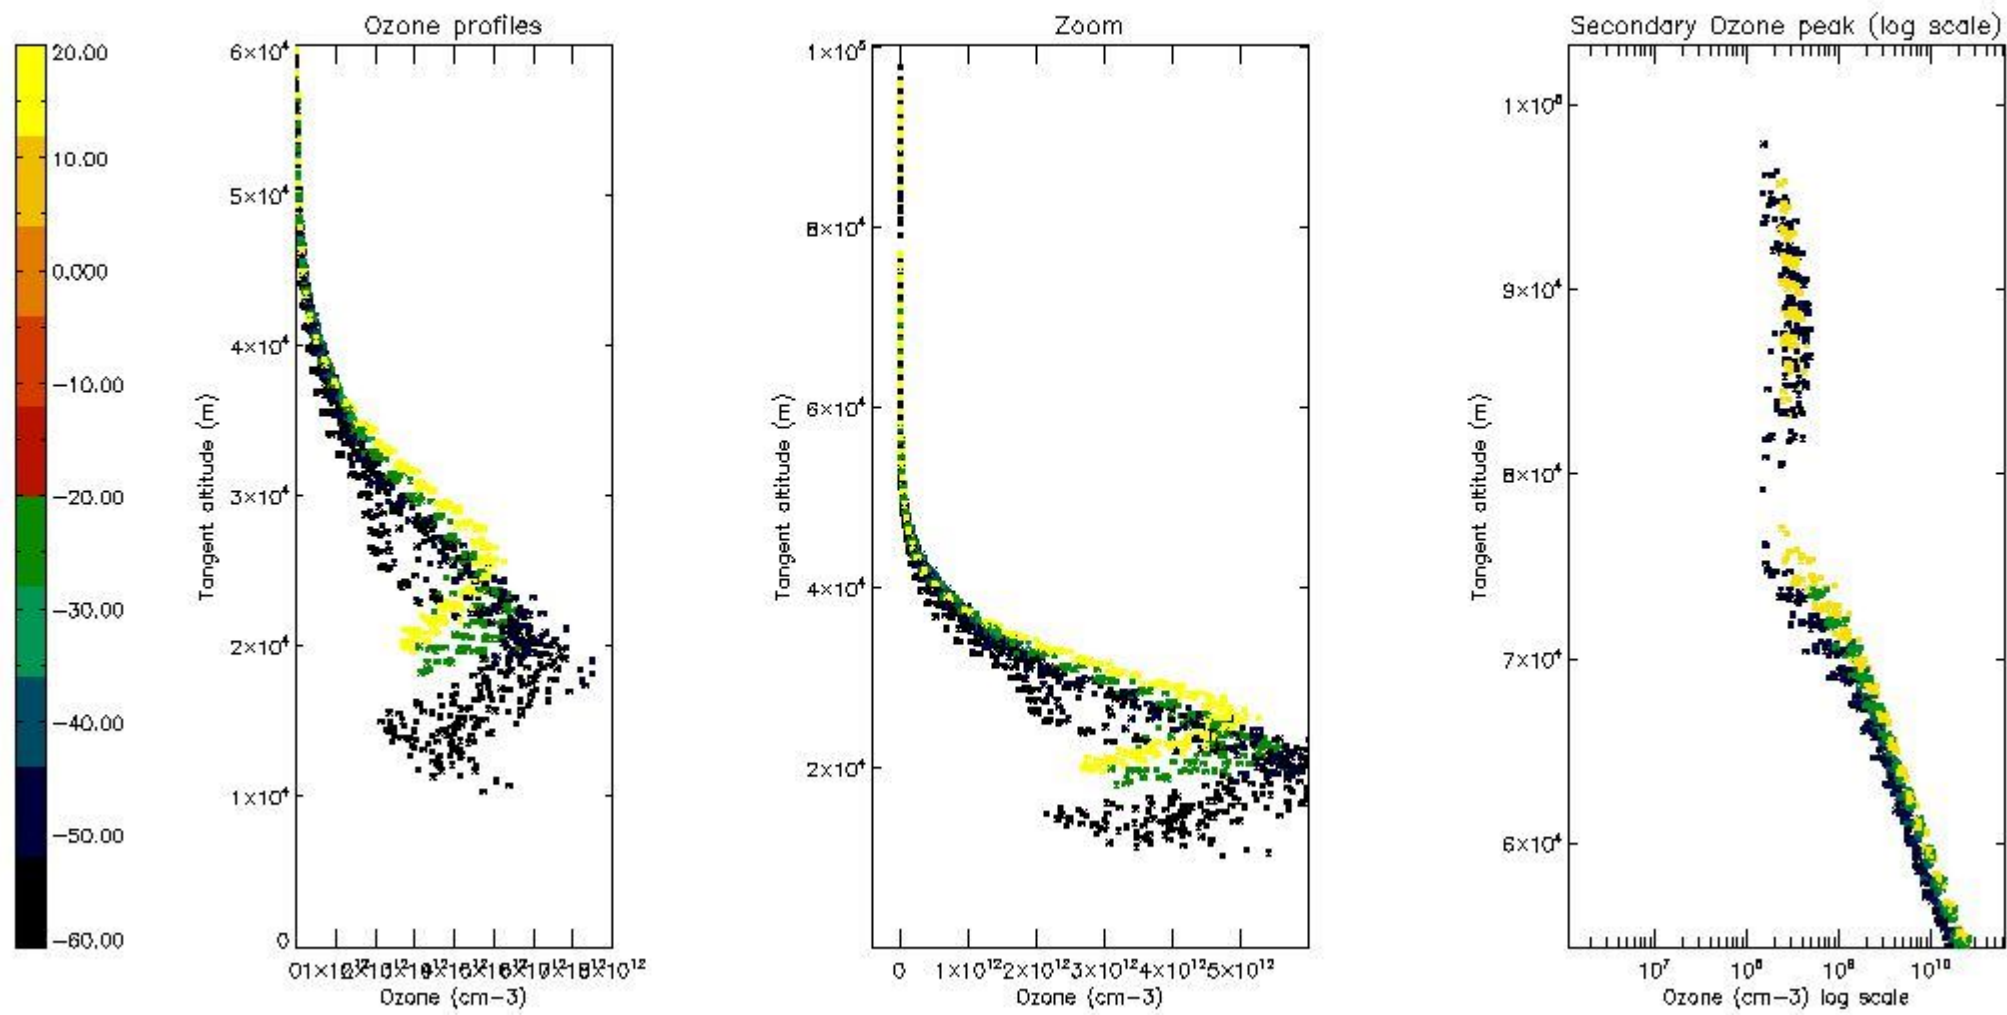 Ozone profiles
Zoom
Secondary Ozone peak (log scale)
20.00
10.00
0.000
−10.00
−20.00
−30.00
−40.00
−50.00
−60.00
6×10⁴
5×10⁴
4×10⁴
3×10⁴
2×10⁴
1×10⁴
0
Tangent altitude (m)
Ozone (cm−3)
1×10⁵
8×10⁴
6×10⁴
4×10⁴
2×10⁴
Tangent altitude (m)
0 1×10¹² 2×10¹² 3×10¹² 4×10¹² 5×10¹²
Ozone (cm−3)
9×10⁴
8×10⁴
7×10⁴
6×10⁴
Tangent altitude (m)
10⁷ 10⁸ 10⁹ 10¹⁰
Ozone (cm−3) log scale